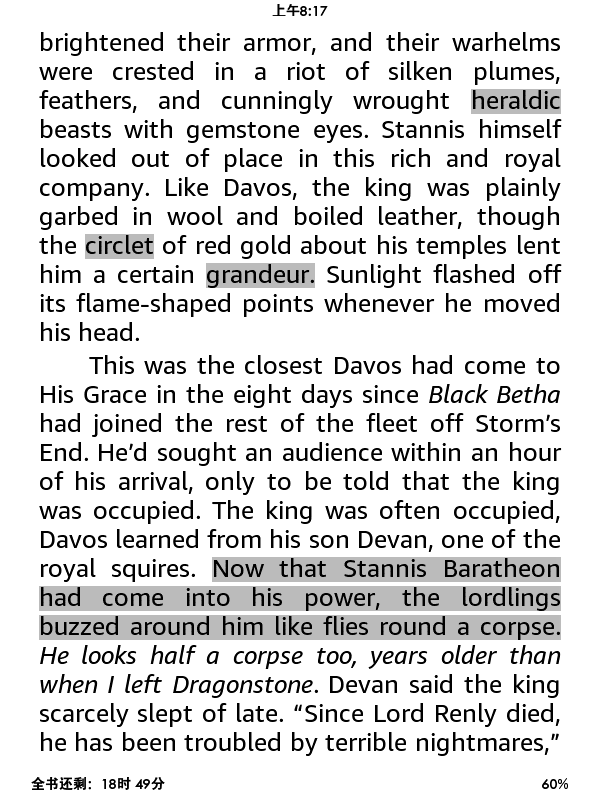 上午8:17
brightened their armor, and their warhelms
were crested in a riot of silken plumes,
feathers, and cunningly wrought heraldic
beasts with gemstone eyes. Stannis himself
looked out of place in this rich and royal
company. Like Davos, the king was plainly
garbed in wool and boiled leather, though
the circlet of red gold about his temples lent
him a certain grandeur. Sunlight flashed off
its flame-shaped points whenever he moved
his head.
This was the closest Davos had come to
His Grace in the eight days since Black Betha
had joined the rest of the fleet off Storm’s
End. He’d sought an audience within an hour
of his arrival, only to be told that the king
was occupied. The king was often occupied,
Davos learned from his son Devan, one of the
royal squires. Now that Stannis Baratheon
had come into his power, the lordlings
buzzed around him like flies round a corpse.
He looks half a corpse too, years older than
when I left Dragonstone. Devan said the king
scarcely slept of late. “Since Lord Renly died,
he has been troubled by terrible nightmares,”
全书还剩：18时 49分
60%